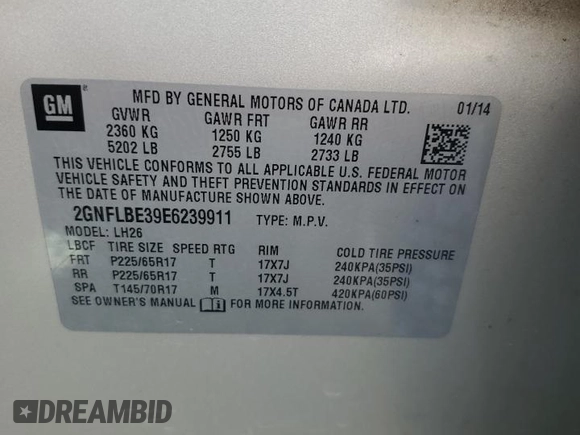 GM ®
MFD BY GENERAL MOTORS OF CANADA LTD. 01/14
GVWR GAWR FRT GAWR RR
2360 KG 1250 KG 1240 KG
5202 LB 2755 LB 2733 LB
THIS VEHICLE CONFORMS TO ALL APPLICABLE U.S. FEDERAL MOTOR
VEHICLE SAFETY AND THEFT PREVENTION STANDARDS IN EFFECT ON
THE DATE OF MANUFACTURE SHOWN ABOVE.
2GNFLBE39E6239911 TYPE: M.P.V.
MODEL: LH26
LBCF TIRE SIZE SPEED RTG RIM COLD TIRE PRESSURE
FRT P225/65R17 T 17X7J 240KPA(35PSI)
RR P225/65R17 T 17X7J 240KPA(35PSI)
SPA T145/70R17 M 17X4.5T 420KPA(60PSI)
SEE OWNER'S MANUAL FOR MORE INFORMATION.
DREAMBID